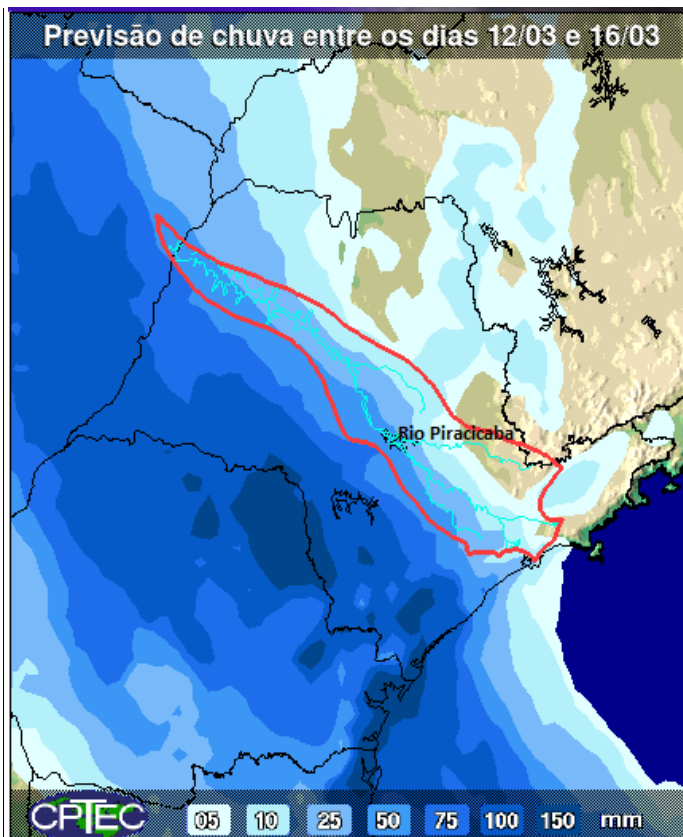 Previsão de chuva entre os dias 12/03 e 16/03
Rio Piracicaba
CPTEC 05 10 25 50 75 100 150 mm